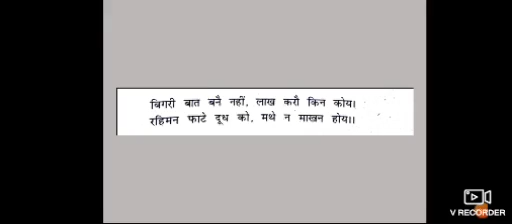 बिगरी बात बनै नहीं, लाख करौ किन कोय।
रहिमन फाटे दूध को, मथे न माखन होय।।
V RECORDER